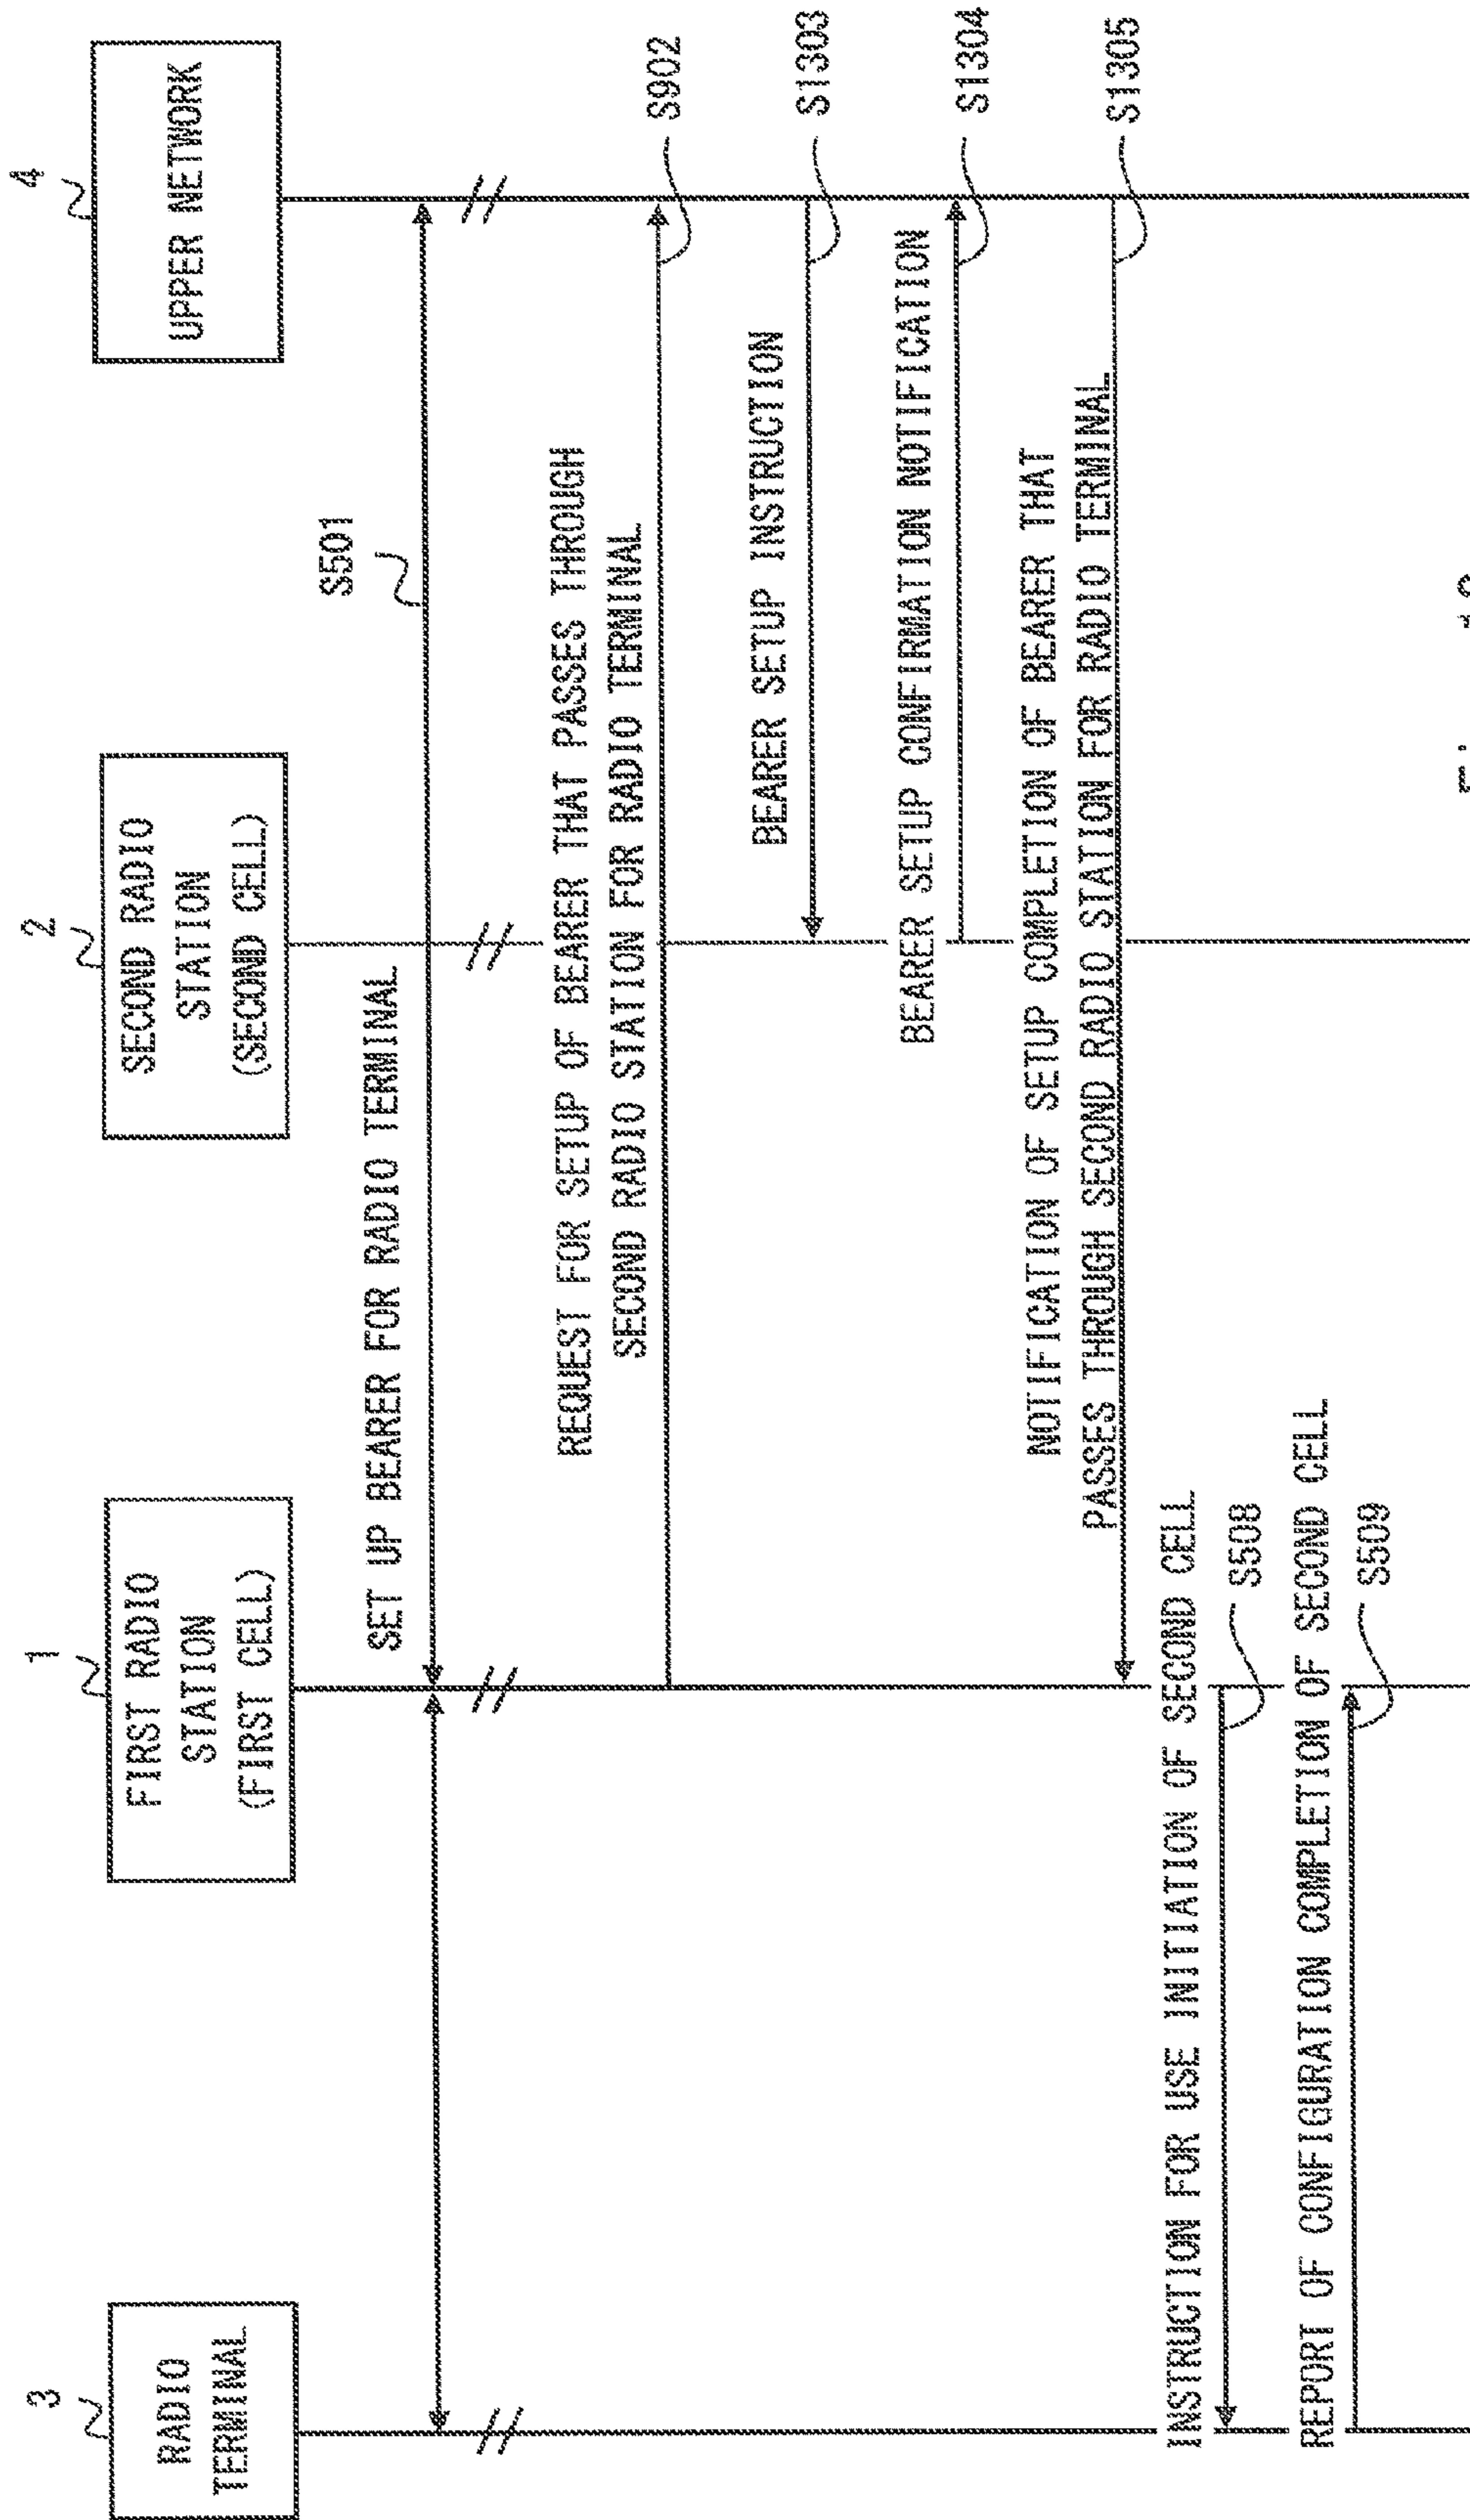 3
RADIO
TERMINAL
1
FIRST RADIO
STATION
(FIRST CELL)
2
SECOND RADIO
STATION
(SECOND CELL)
4
UPPER NETWORK
SET UP BEARER FOR RADIO TERMINAL
S501
REQUEST FOR SETUP OF BEARER THAT PASSES THROUGH
SECOND RADIO STATION FOR RADIO TERMINAL
S902
BEARER SETUP INSTRUCTION
S1303
BEARER SETUP CONFIRMATION NOTIFICATION
S1304
NOTIFICATION OF SETUP COMPLETION OF BEARER THAT
PASSES THROUGH SECOND RADIO STATION FOR RADIO TERMINAL
S1305
INSTRUCTION FOR USE INITIATION OF SECOND CELL
S508
REPORT OF CONFIGURATION COMPLETION OF SECOND CELL
S509